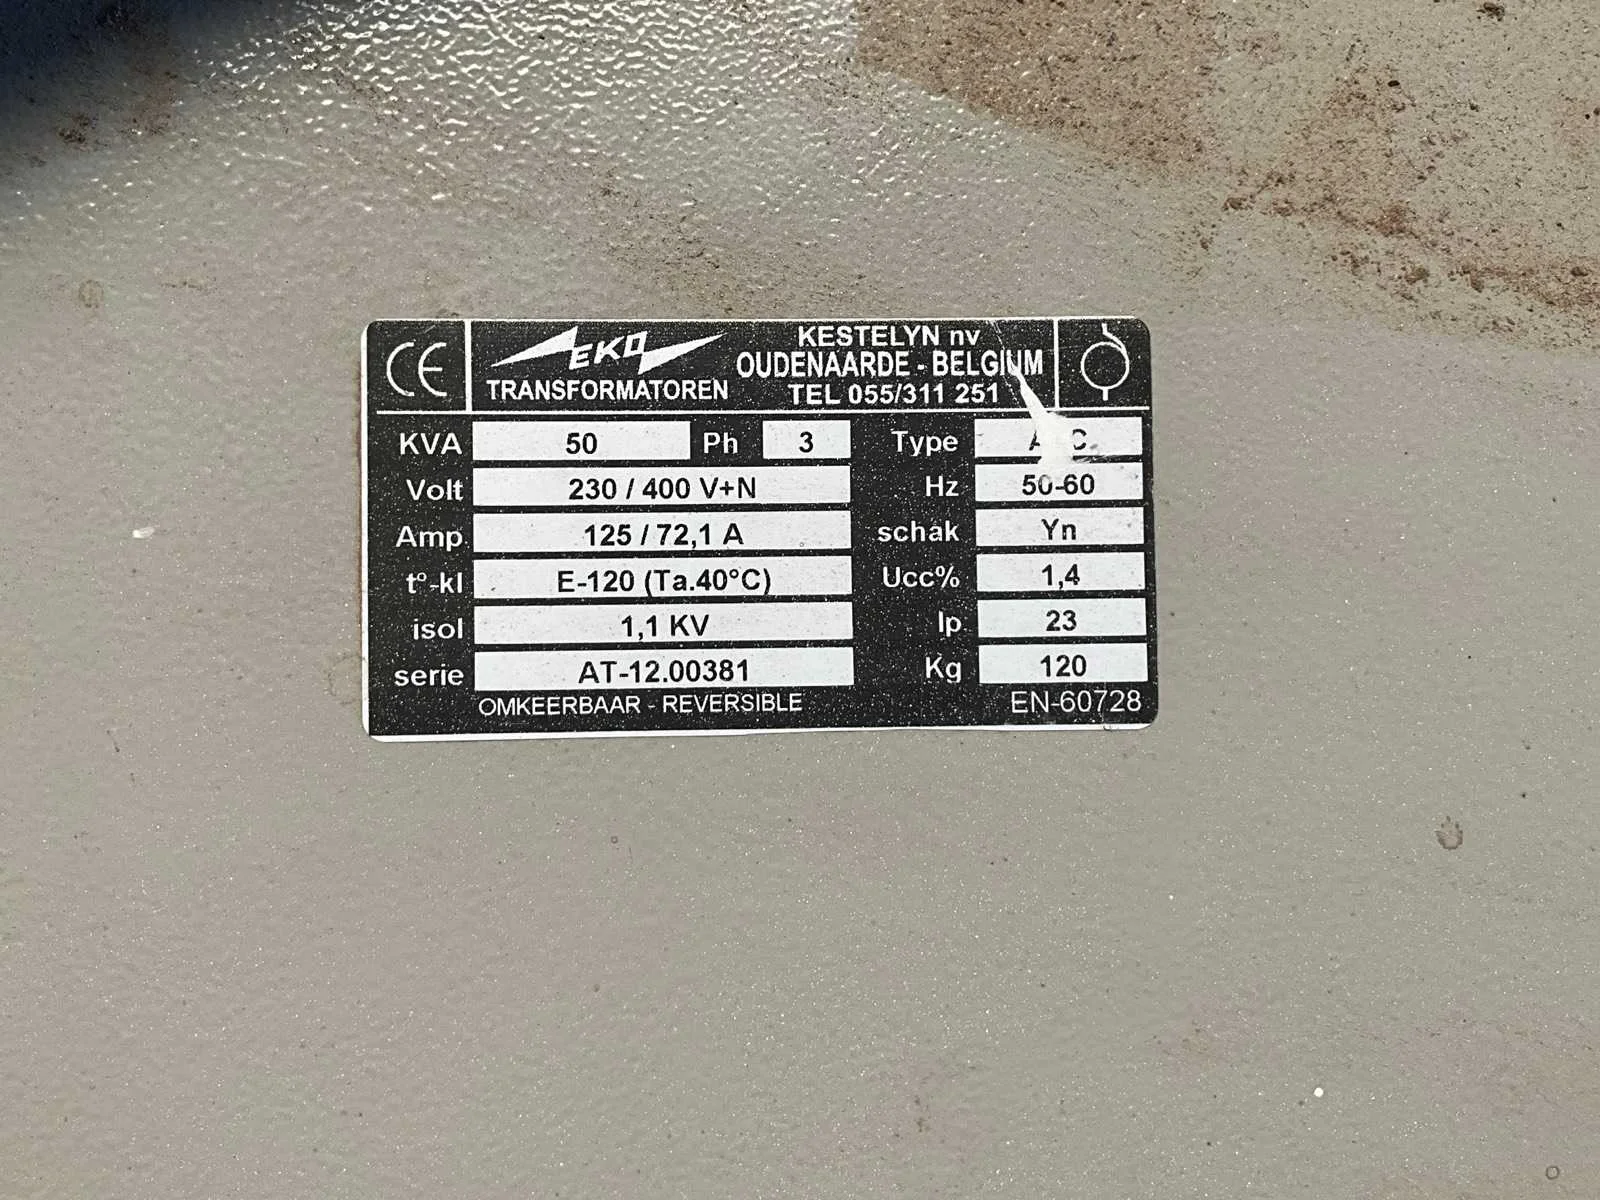 CE EKO KESTELYN nv
TRANSFORMATOREN OUDENAARDE - BELGIUM
TEL 055/311 251
KVA 50 Ph 3 Type
Volt 230 / 400 V+N Hz 50-60
Amp 125 / 72,1 A schak Yn
t°-kl E-120 (Ta.40°C) Ucc% 1,4
isol 1,1 KV Ip 23
serie AT-12.00381 Kg 120
OMKEERBAAR - REVERSIBLE EN-60728